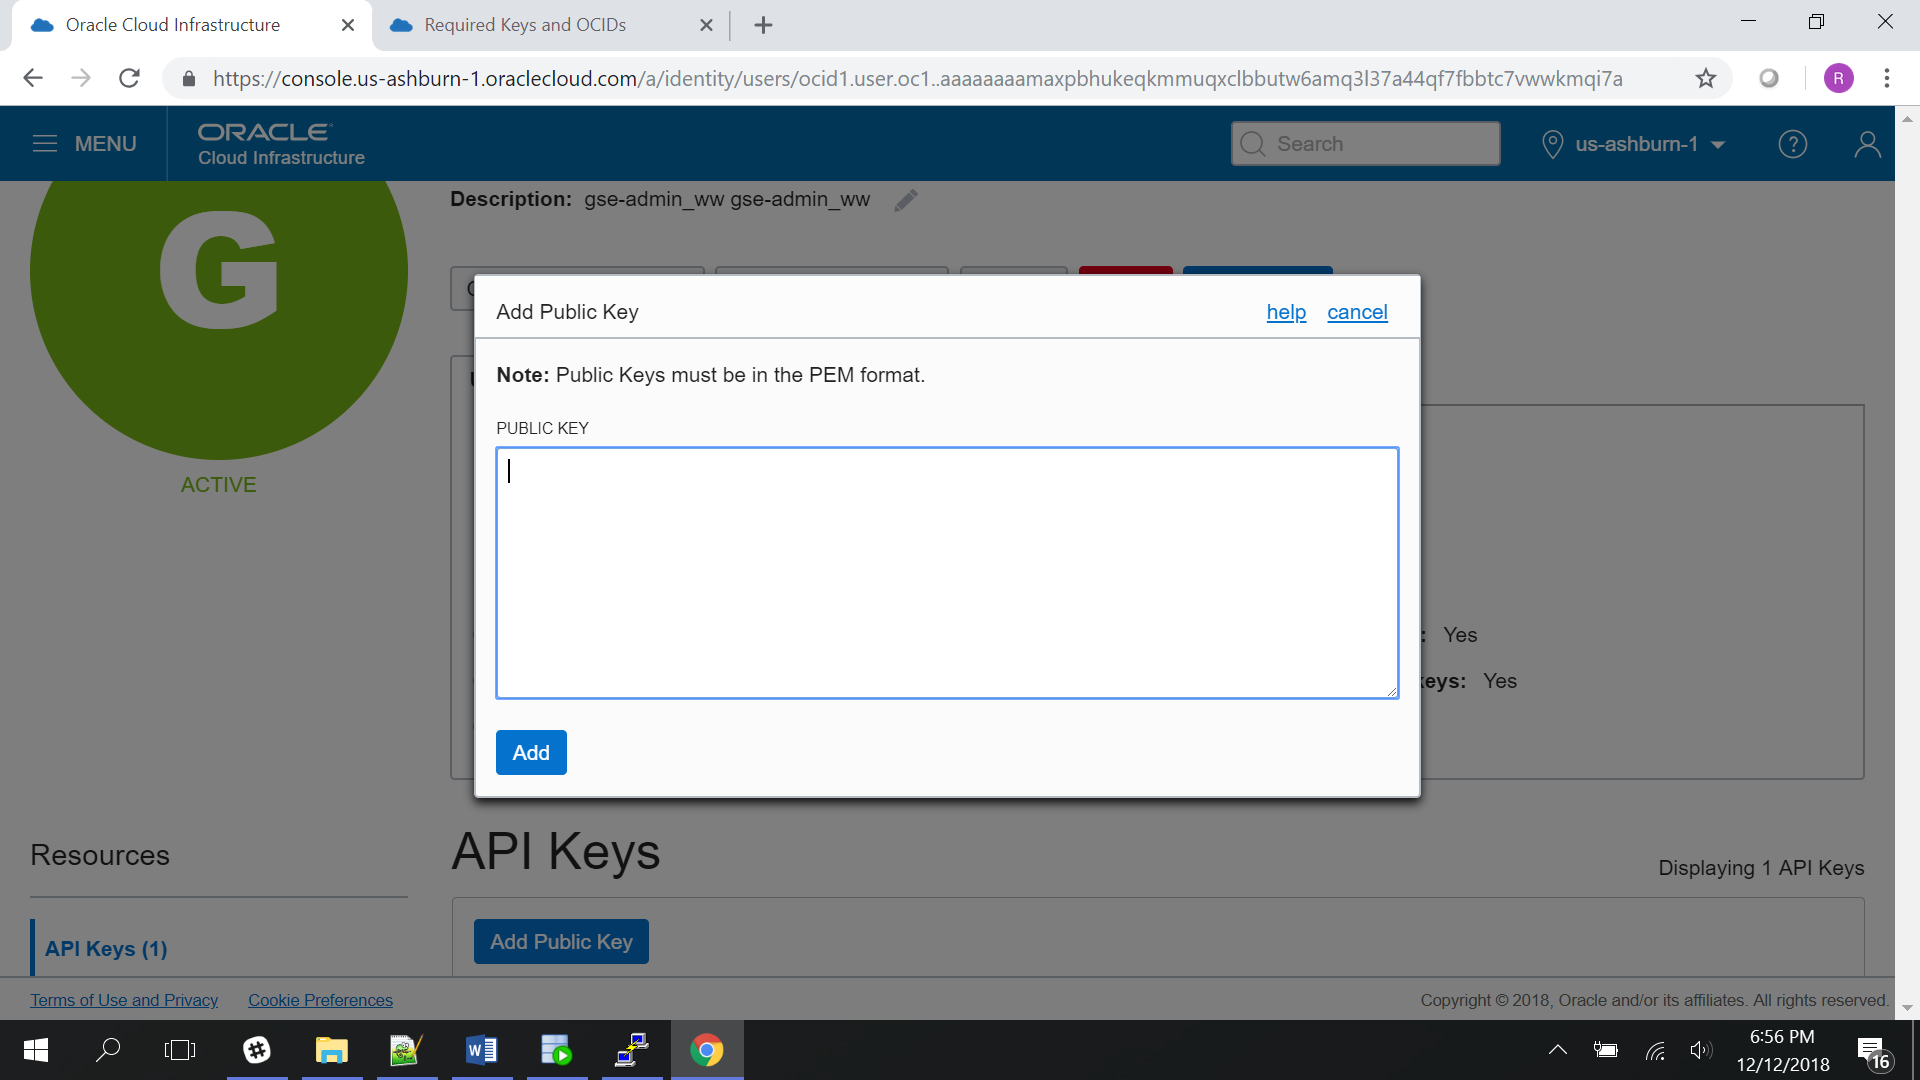 Oracle Cloud Infrastructure
Required Keys and OCIDs
https://console.us-ashburn-1.oraclecloud.com/a/identity/users/ocid1.user.oc1..aaaaaaaamaxpbhukeqkmmuqxclbbutw6amq3l37a44qf7fbbtc7vwwkmqi7a
R
MENU
ORACLE
Cloud Infrastructure
Search
us-ashburn-1
?
G
ACTIVE
Description: gse-admin_ww gse-admin_ww
Add Public Key
help
cancel
Note: Public Keys must be in the PEM format.
PUBLIC KEY
Add
: Yes
keys: Yes
Resources
API Keys (1)
API Keys
Displaying 1 API Keys
Add Public Key
Terms of Use and Privacy
Cookie Preferences
Copyright © 2018, Oracle and/or its affiliates. All rights reserved.
6:56 PM
12/12/2018
16